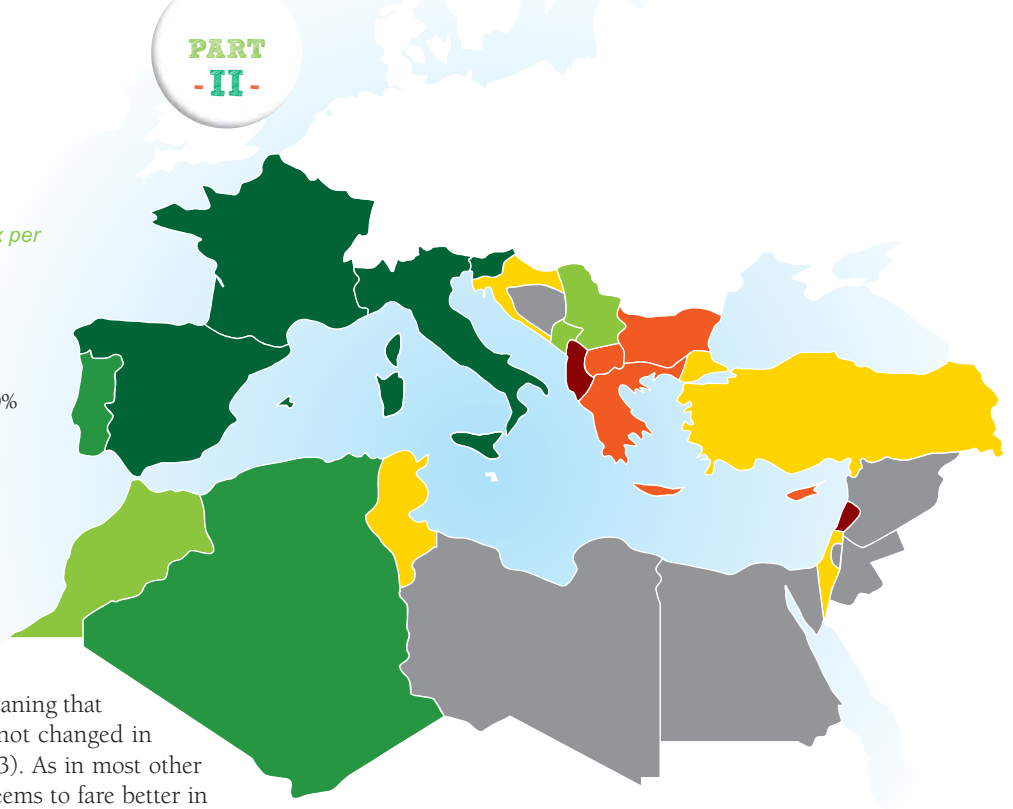 PART
- II -
x per
%
aning that
not changed in
3). As in most other
eems to fare better in